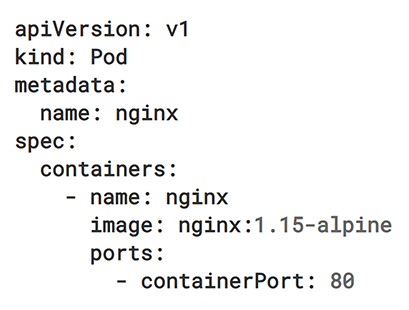 apiVersion: v1
kind: Pod
metadata:
  name: nginx
spec:
  containers:
    - name: nginx
      image: nginx:1.15-alpine
      ports:
        - containerPort: 80